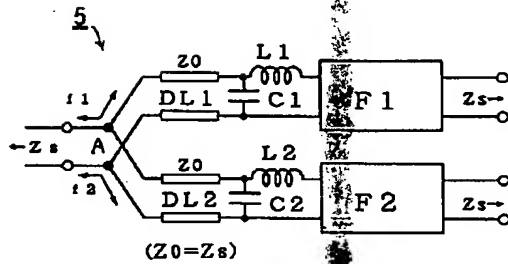 5
Z0 L1
f1 DL1 C1 F1 Zs→
←Zs A
f2 Z0 L2
DL2 C2 F2 Zs→
(Z0=Zs)